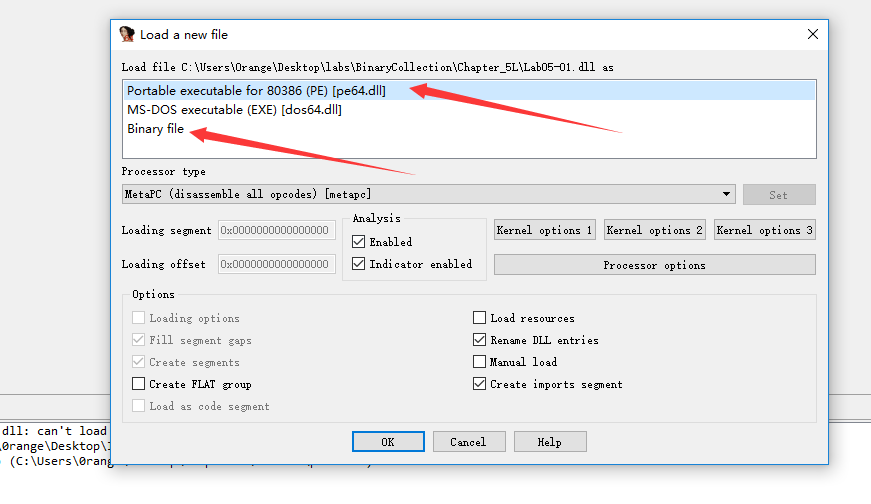 Load a new file
Load file C:\Users\0range\Desktop\labs\BinaryCollection\Chapter_5L\Lab05-01.dll as
Portable executable for 80386 (PE) [pe64.dll]
MS-DOS executable (EXE) [dos64.dll]
Binary file
Processor type
MetaPC (disassemble all opcodes) [metapc]
Set
Loading segment 0x0000000000000000
Loading offset 0x0000000000000000
Analysis
Enabled
Indicator enabled
Kernel options 1 Kernel options 2 Kernel options 3
Processor options
Options
Loading options
Fill segment gaps
Create segments
Create FLAT group
Load as code segment
Load resources
Rename DLL entries
Manual load
Create imports segment
OK Cancel Help
dll: can't load
\0range\Desktop\
(C:\Users\0rang